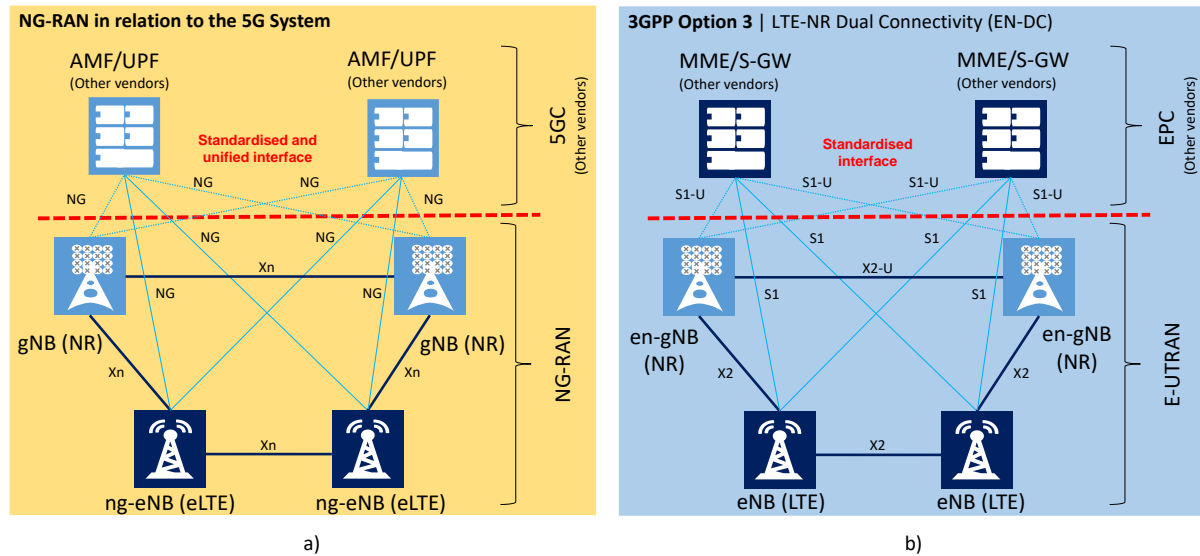 NG-RAN in relation to the 5G System
AMF/UPF
(Other vendors)
AMF/UPF
(Other vendors)
5GC
(Other vendors)
Standardised and
unified interface
NG
NG
NG
NG
NG
NG
Xn
NG
NG
gNB (NR)
gNB (NR)
Xn
Xn
NG-RAN
Xn
ng-eNB (eLTE)
ng-eNB (eLTE)
a)
3GPP Option 3 | LTE-NR Dual Connectivity (EN-DC)
MME/S-GW
(Other vendors)
MME/S-GW
(Other vendors)
EPC
(Other vendors)
Standardised
interface
S1-U
S1-U
S1-U
S1-U
S1
S1
X2-U
S1
S1
en-gNB
(NR)
en-gNB
(NR)
X2
X2
E-UTRAN
X2
eNB (LTE)
eNB (LTE)
b)